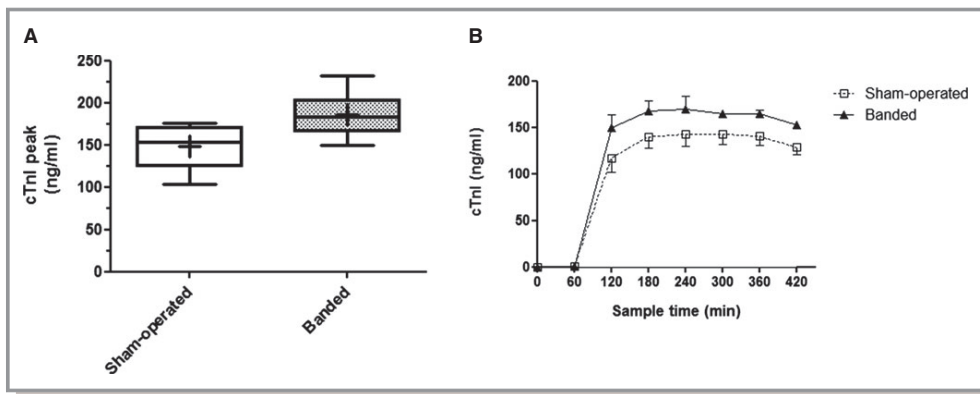 A
250
200
150
100
50
0
cTnI peak
(ng/ml)
Sham-operated
Banded
B
200
150
100
50
0
cTnI (ng/ml)
0 60 120 180 240 300 360 420
Sample time (min)
Sham-operated
Banded